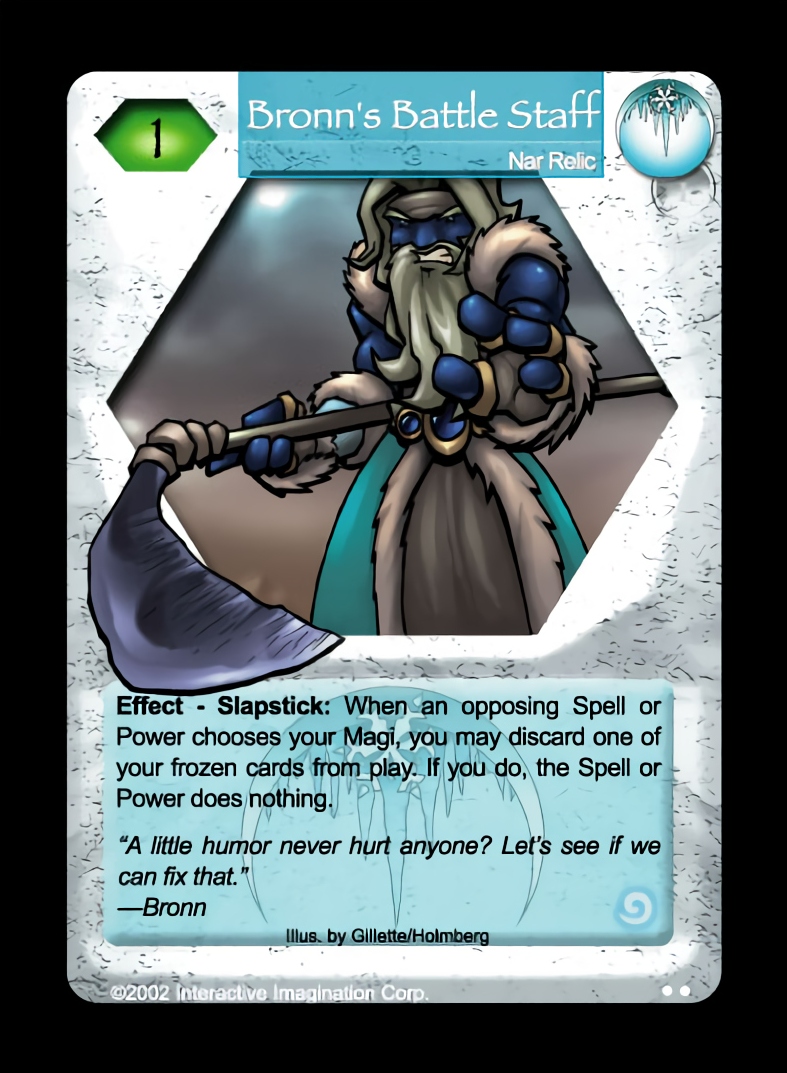 1
Bronn's Battle Staff
Nar Relic
Effect - Slapstick: When an opposing Spell or
Power chooses your Magi, you may discard one of
your frozen cards from play. If you do, the Spell or
Power does nothing.
“A little humor never hurt anyone? Let’s see if we
can fix that.”
—Bronn
Illus. by Gillette/Holmberg
©2002 Interactive Imagination Corp.